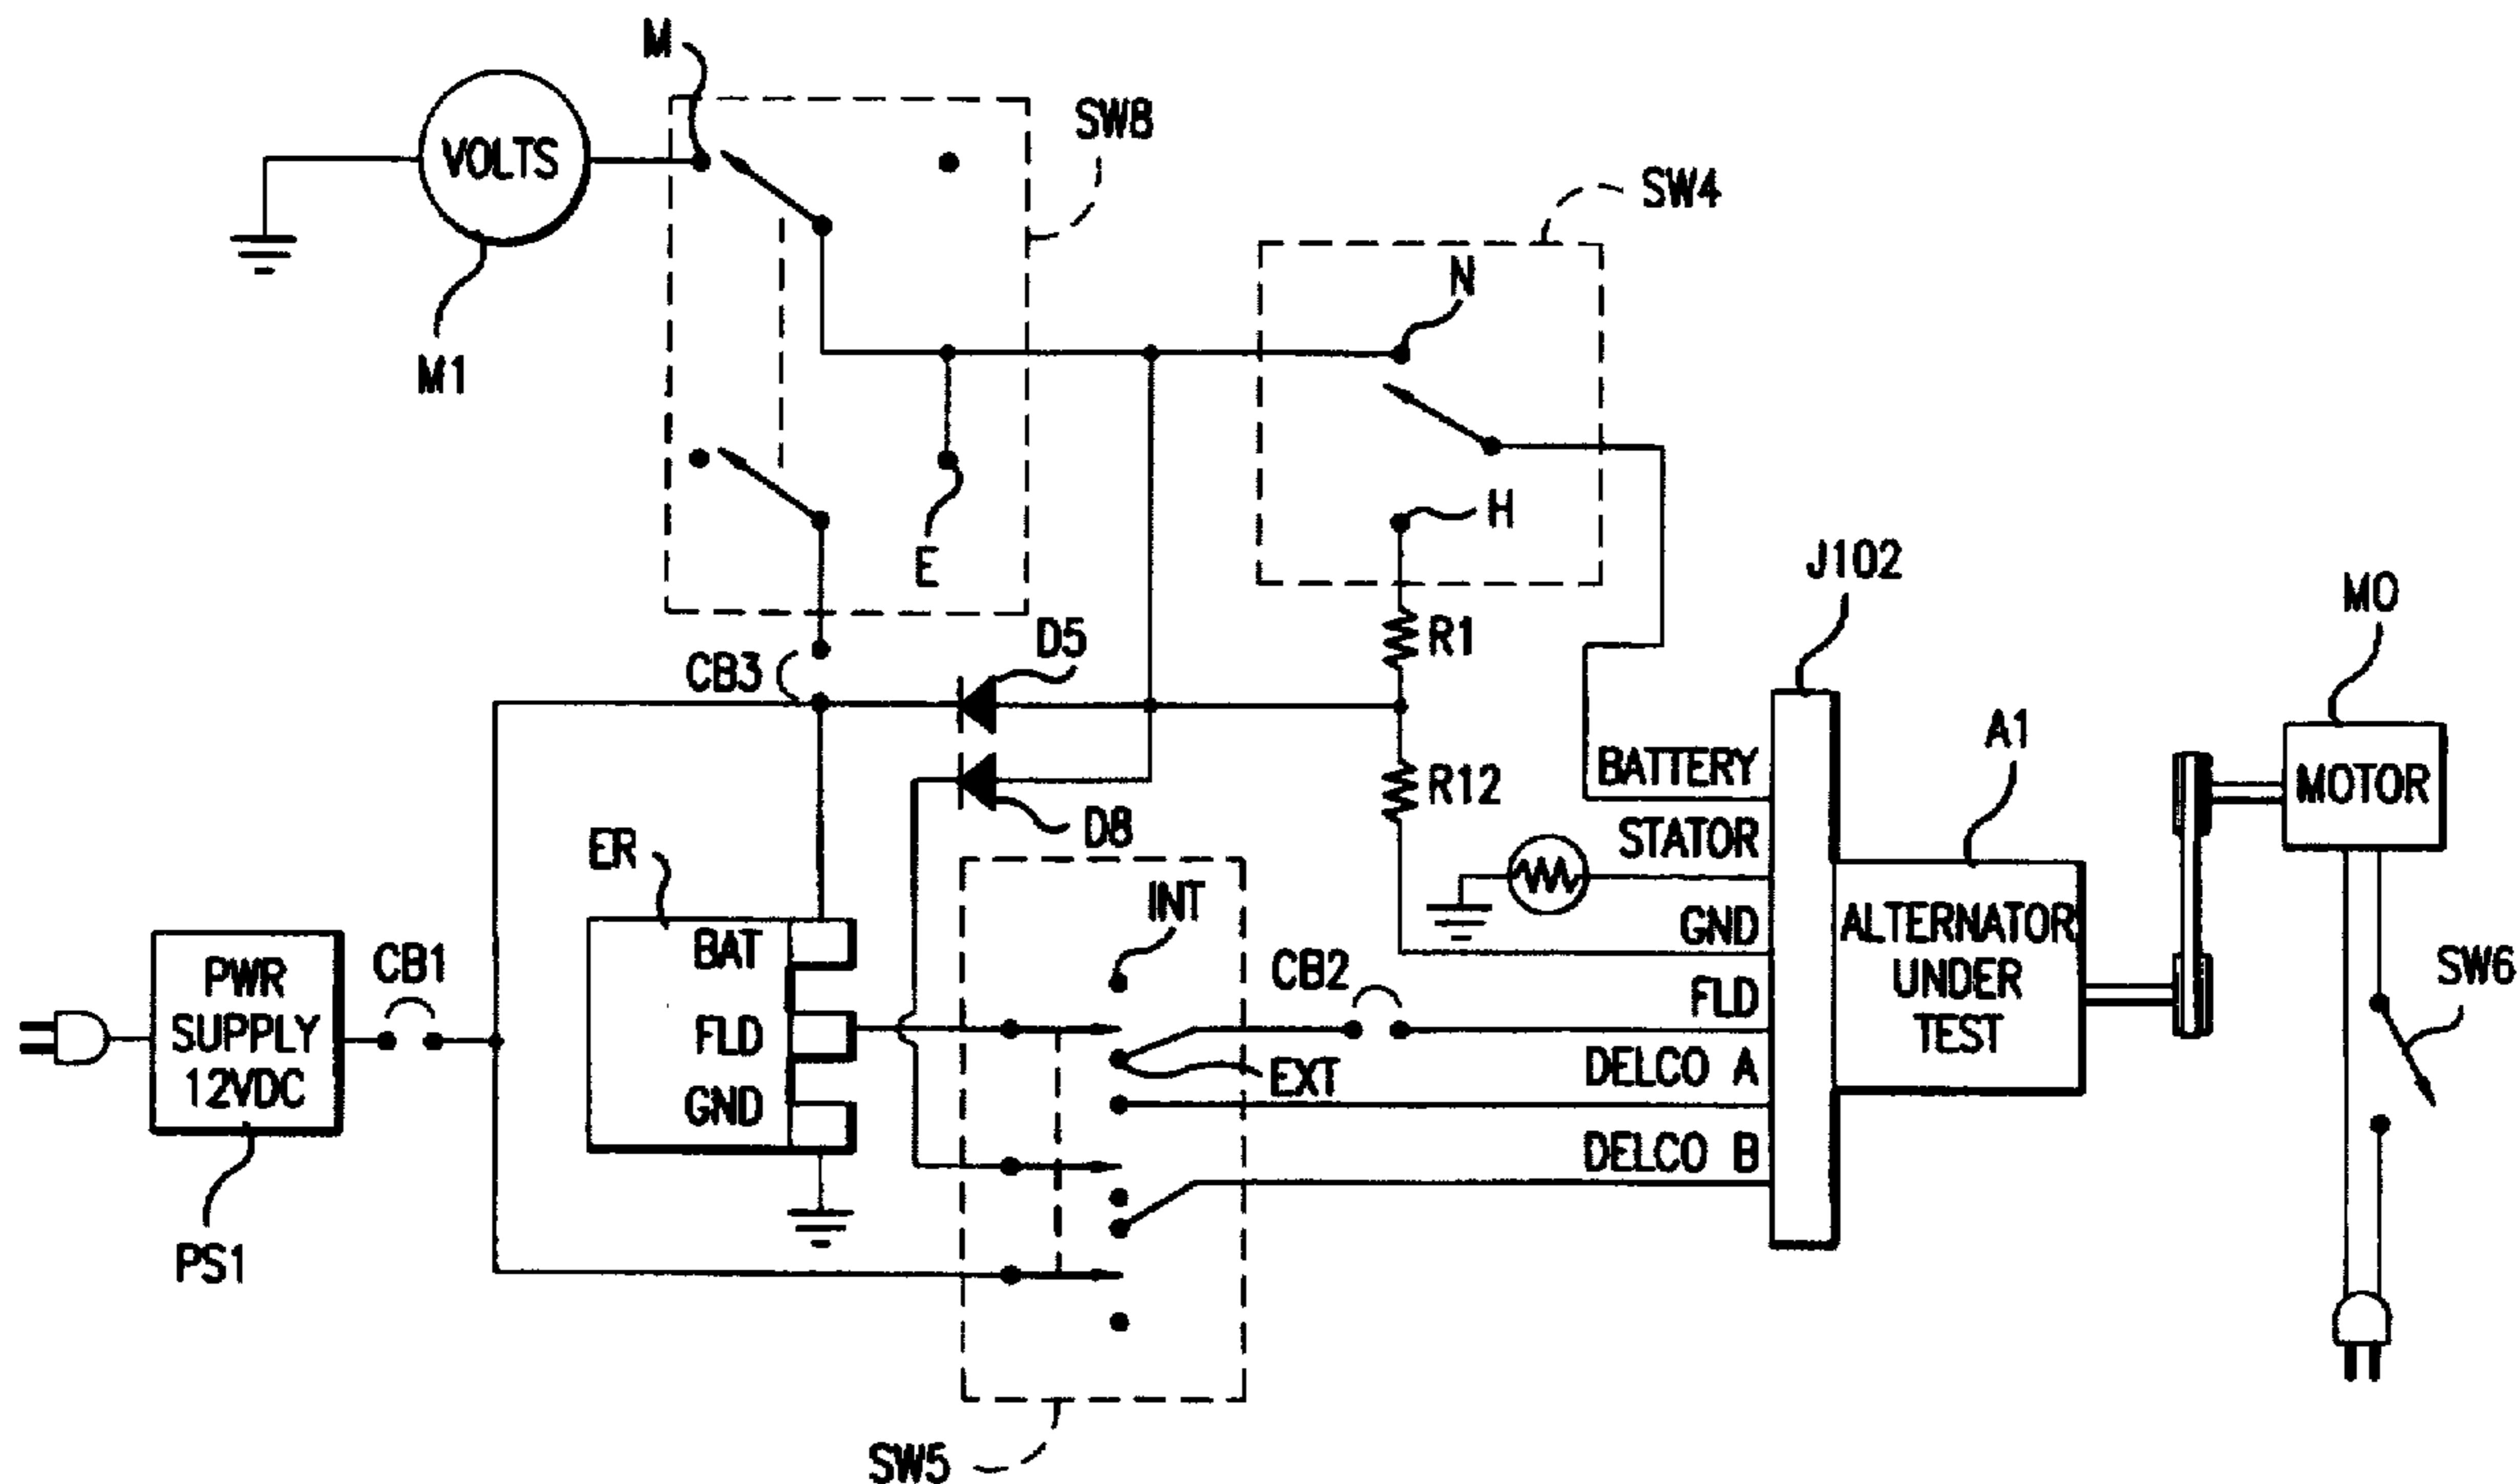 M
VOLTS
SW8
SW4
N
M1
H
E
J102
MO
D5
R1
CB3
A1
BATTERY
MOTOR
R12
D8
STATOR
ER
INT
GND
ALTERNATOR
UNDER
TEST
BAT
CB1
PWR
SUPPLY
12VDC
CB2
FLD
SW6
FLD
EXT
DELCO A
GND
DELCO B
PS1
SW5